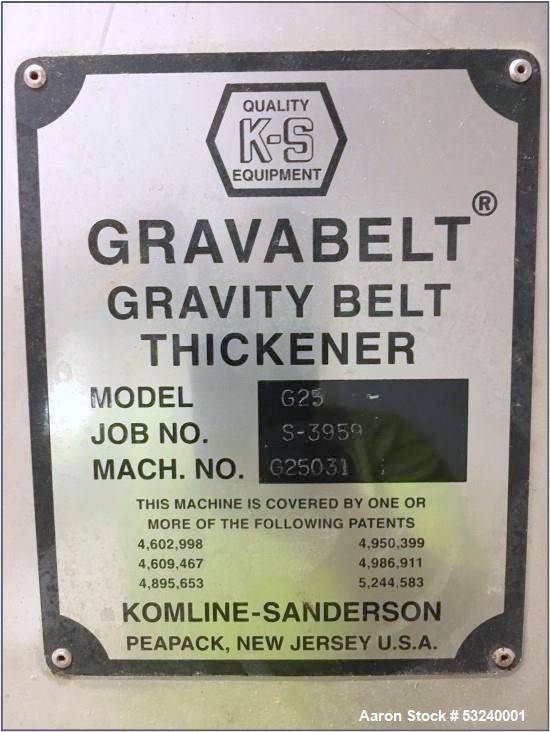 QUALITY
K-S
EQUIPMENT
GRAVABELT®
GRAVITY BELT
THICKENER
MODEL G25
JOB NO. S-3959
MACH. NO. G25031
THIS MACHINE IS COVERED BY ONE OR
MORE OF THE FOLLOWING PATENTS
4,602,998 4,950,399
4,609,467 4,986,911
4,895,653 5,244,583
KOMLINE-SANDERSON
PEAPACK, NEW JERSEY U.S.A.
Aaron Stock # 53240001